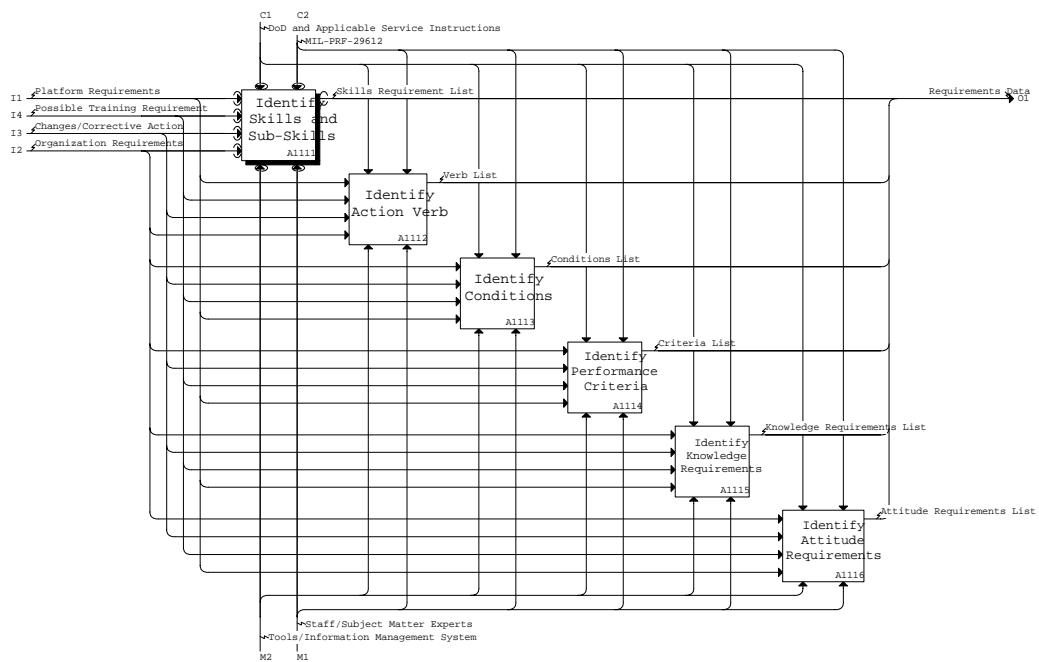 C1 C2
DoD and Applicable Service Instructions
MIL-PRF-29612
I1 Platform Requirements
I4 Possible Training Requirement
I3 Changes/Corrective Action
I2 Organization Requirements
Identify
Skills and
Sub-Skills
A1111
Skills Requirement List
Requirements Data
O1
Identify
Action Verb
A1112
Verb List
Identify
Conditions
A1113
Conditions List
Identify
Performance
Criteria
A1114
Criteria List
Identify
Knowledge
Requirements
A1115
Knowledge Requirements List
Identify
Attitude
Requirements
A1116
Attitude Requirements List
Staff/Subject Matter Experts
Tools/Information Management System
M2 M1